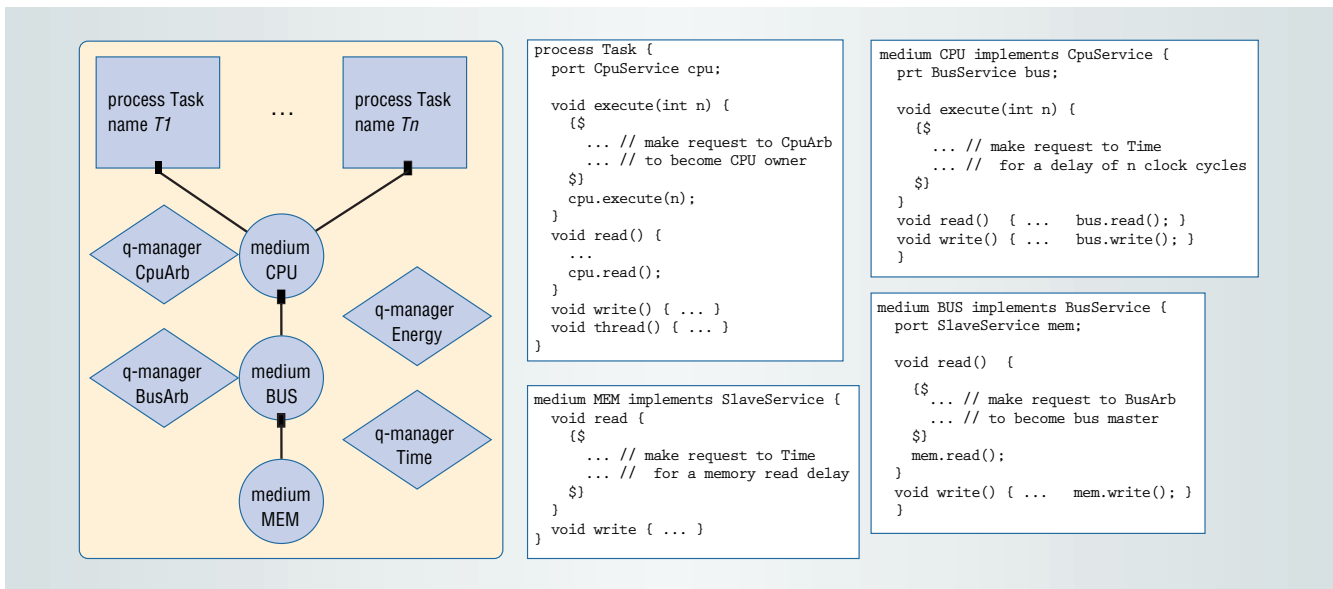 process Task
name T1
...
process Task
name Tn
q-manager
CpuArb
medium
CPU
q-manager
Energy
q-manager
BusArb
medium
BUS
q-manager
Time
medium
MEM
process Task {
port CpuService cpu;
void execute(int n) {
{$
... // make request to CpuArb
... // to become CPU owner
$}
cpu.execute(n);
}
void read() {
...
cpu.read();
}
void write() { ... }
void thread() { ... }
}
medium MEM implements SlaveService {
void read {
{$
... // make request to Time
... //  for a memory read delay
$}
}
void write { ... }
}
medium CPU implements CpuService {
prt BusService bus;
void execute(int n) {
{$
... // make request to Time
... //  for a delay of n clock cycles
$}
}
void read()  { ...   bus.read(); }
void write() { ...   bus.write(); }
}
medium BUS implements BusService {
port SlaveService mem;
void read()  {
{$
... // make request to BusArb
... // to become bus master
$}
mem.read();
}
void write() { ...   mem.write(); }
}